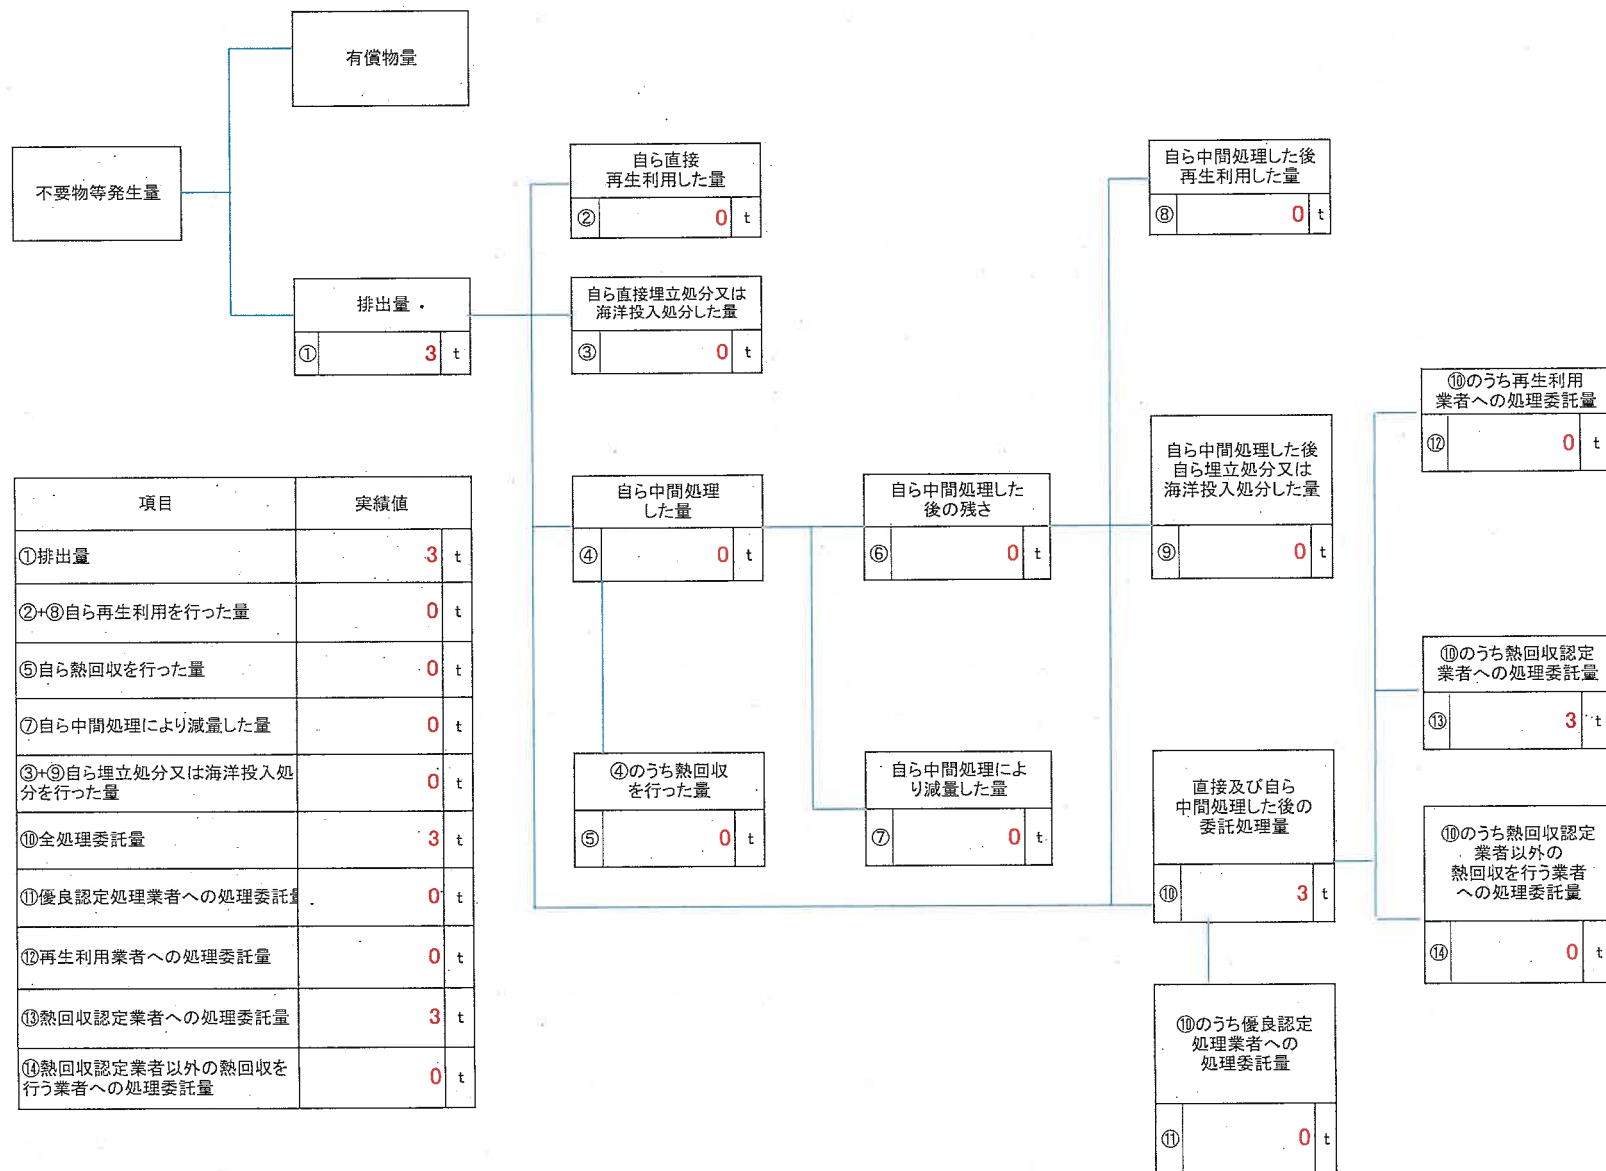 有償物量
不要物等発生量
排出量
① 3 t
自ら直接
再生利用した量
② 0 t
自ら直接埋立処分又は
海洋投入処分した量
③ 0 t
自ら中間処理
した量
④ 0 t
④のうち熱回収
を行った量
⑤ 0 t
自ら中間処理した
後の残さ
⑥ 0 t
自ら中間処理によ
り減量した量
⑦ 0 t
自ら中間処理した後
再生利用した量
⑧ 0 t
自ら中間処理した後
自ら埋立処分又は
海洋投入処分した量
⑨ 0 t
直接及び自ら
中間処理した後の
委託処理量
⑩ 3 t
⑩のうち優良認定
処理業者への
処理委託量
⑪ 0 t
⑩のうち再生利用
業者への処理委託量
⑫ 0 t
⑩のうち熱回収認定
業者への処理委託量
⑬ 3 t
⑩のうち熱回収認定
業者以外の
熱回収を行う業者
への処理委託量
⑭ 0 t
項目 実績値
①排出量 3 t
②+⑧自ら再生利用を行った量 0 t
⑤自ら熱回収を行った量 0 t
⑦自ら中間処理により減量した量 0 t
③+⑨自ら埋立処分又は海洋投入処
分を行った量 0 t
⑩全処理委託量 3 t
⑪優良認定処理業者への処理委託量 0 t
⑫再生利用業者への処理委託量 0 t
⑬熱回収認定業者への処理委託量 3 t
⑭熱回収認定業者以外の熱回収を
行う業者への処理委託量 0 t